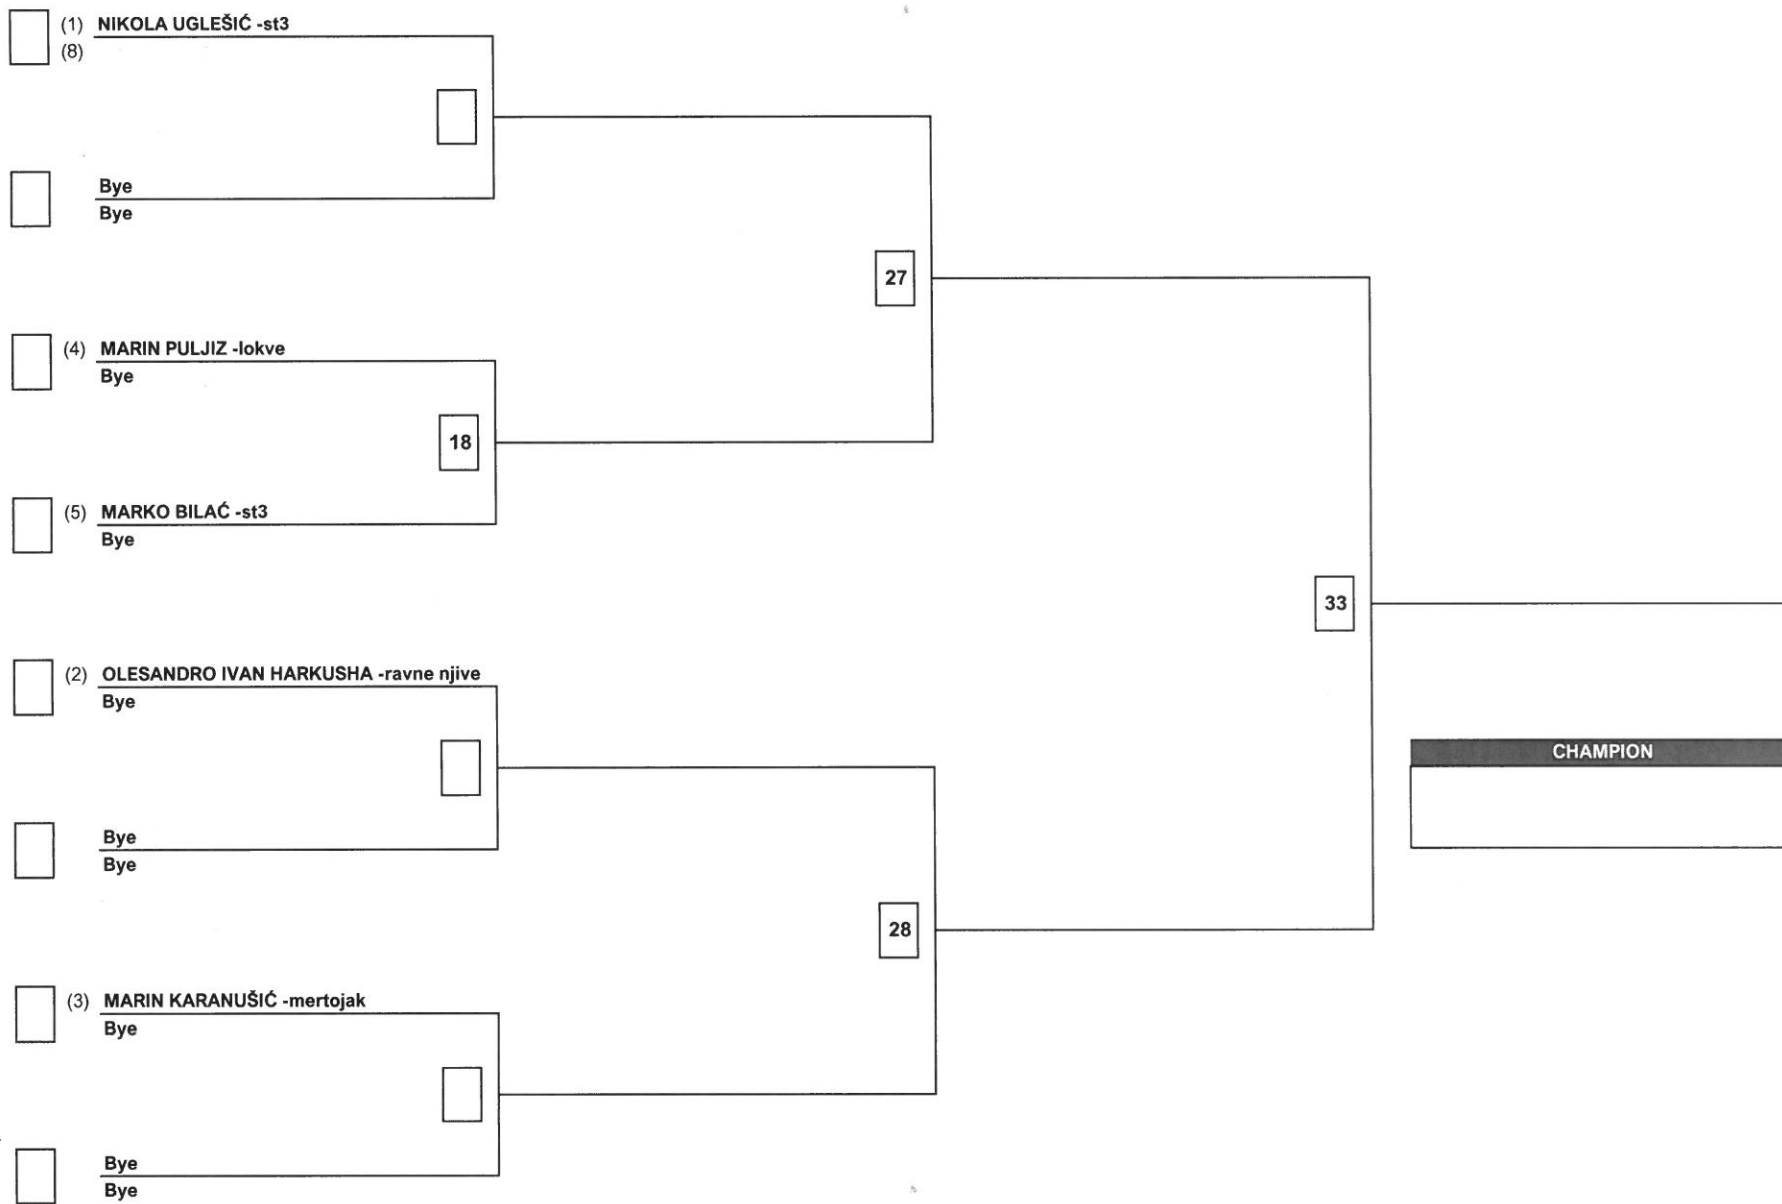 (1) NIKOLA UGLEŠIĆ -st3
(8)
Bye
Bye
27
(4) MARIN PULJIZ -lokve
Bye
18
(5) MARKO BILAĆ -st3
Bye
33
(2) OLESANDRO IVAN HARKUSHA -ravne njive
Bye
CHAMPION
Bye
Bye
28
(3) MARIN KARANUŠIĆ -mertojak
Bye
Bye
Bye